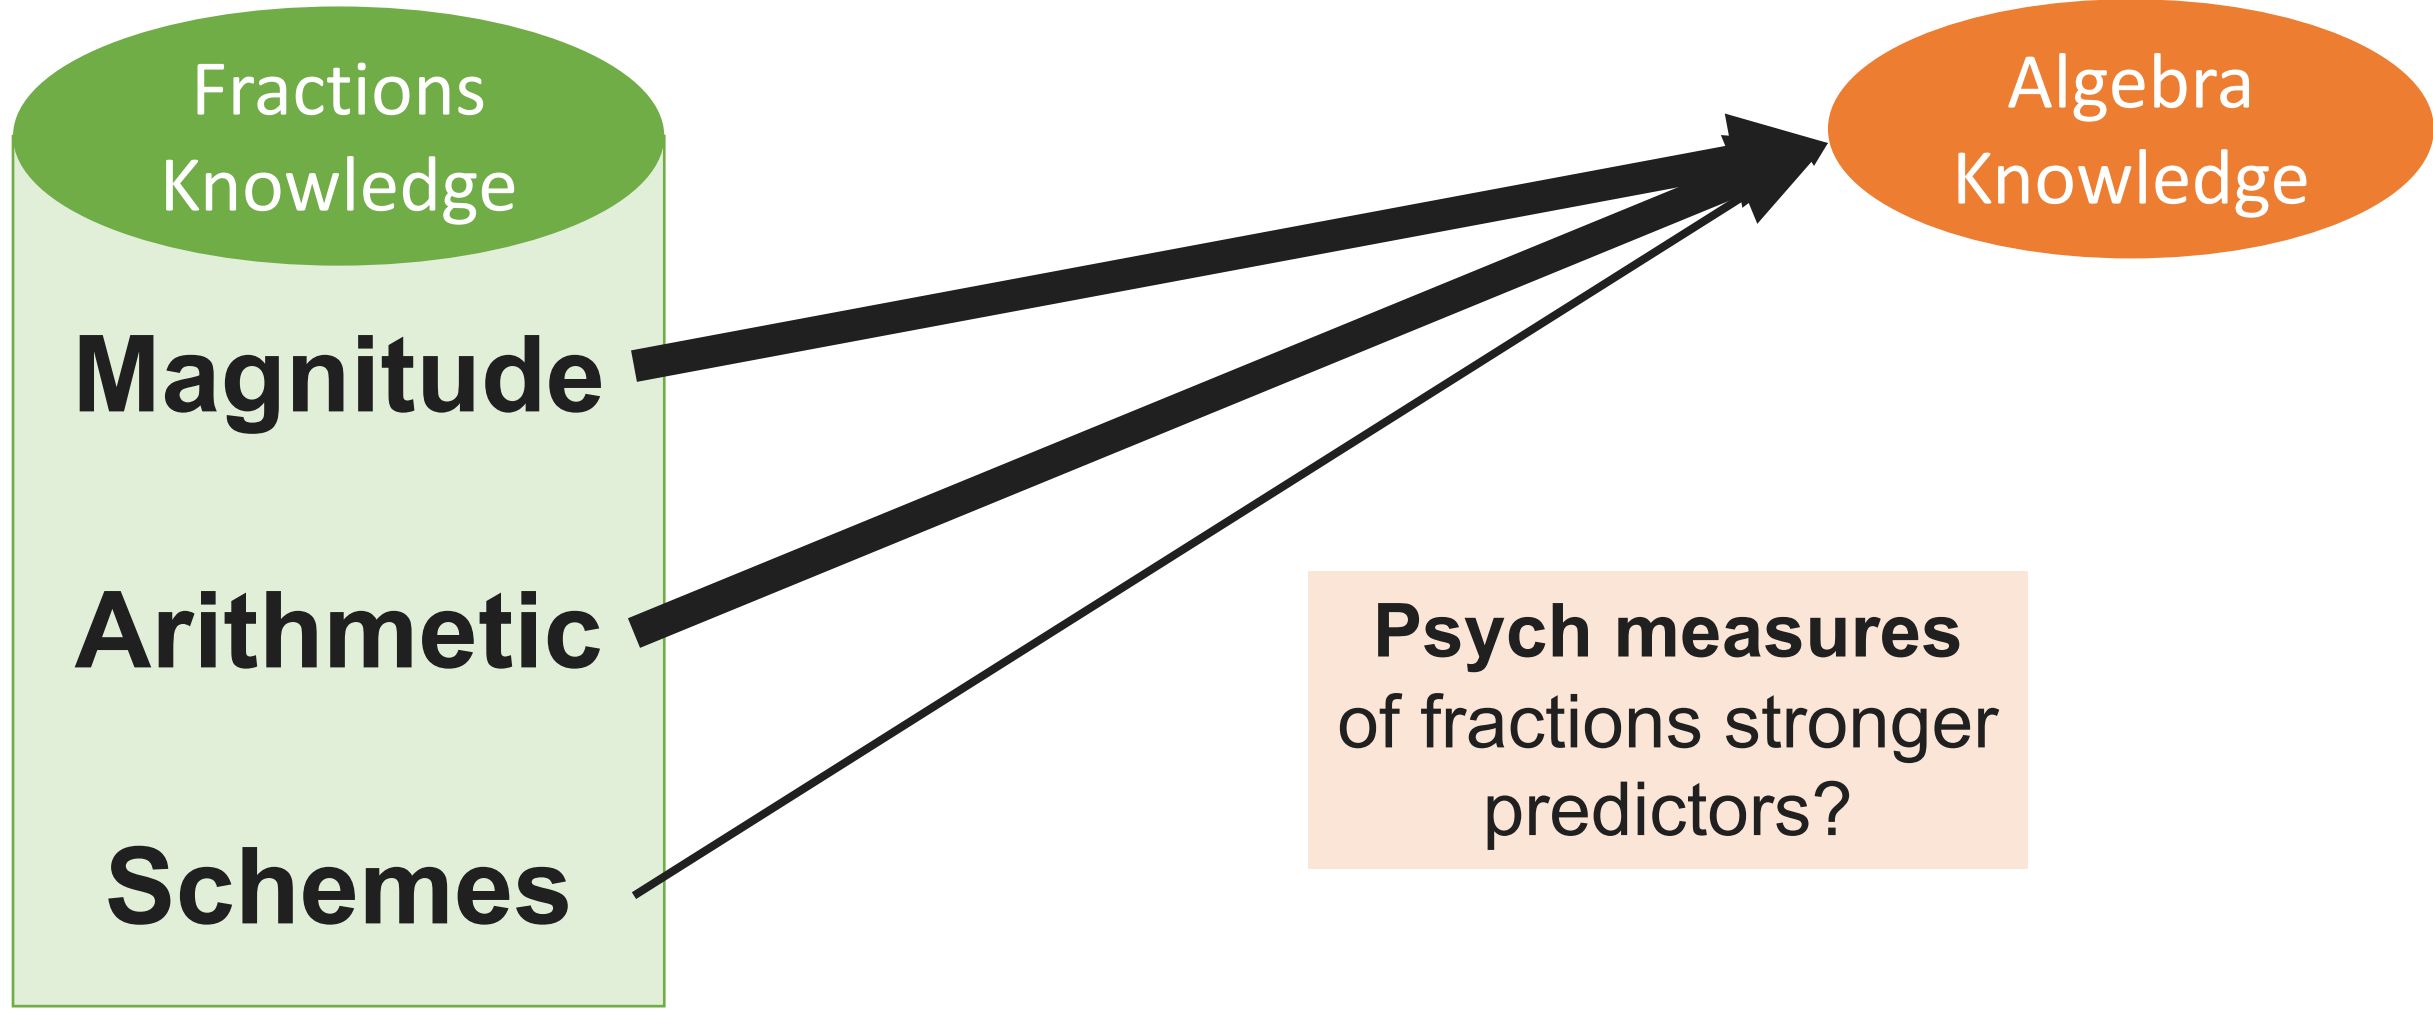 Fractions
Knowledge
Magnitude
Arithmetic
Schemes
Algebra
Knowledge
Psych measures
of fractions stronger
predictors?